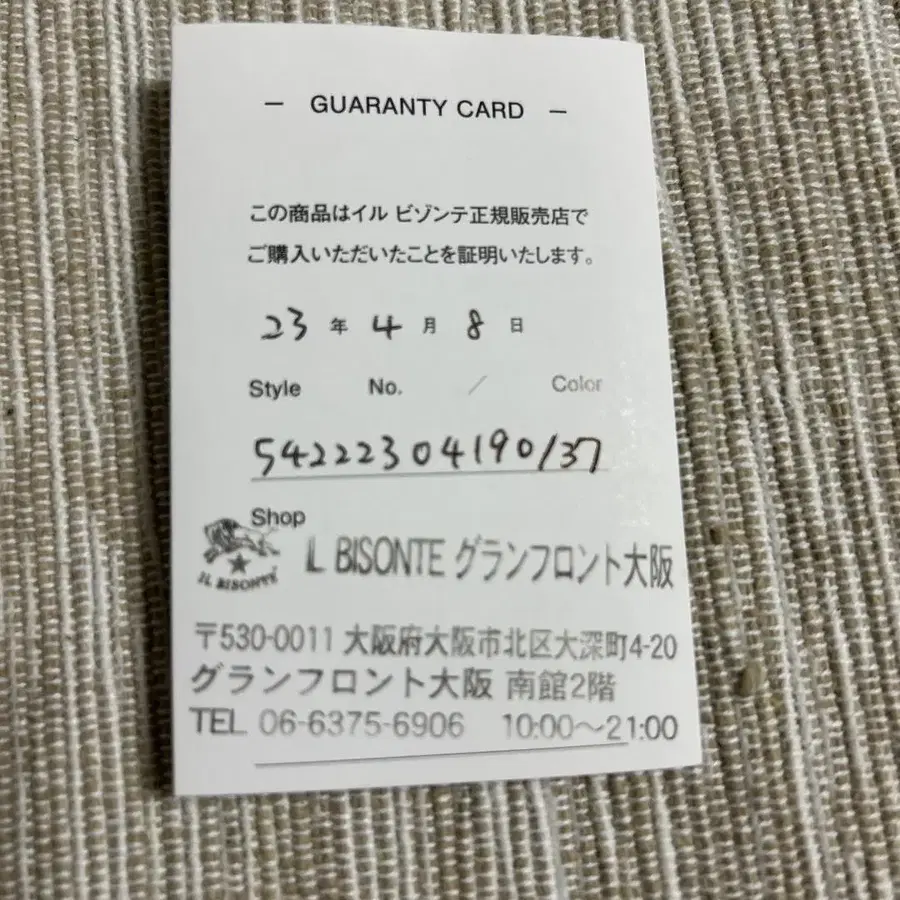 — GUARANTY CARD —
この商品はイル ビゾンテ正規販売店で
ご購入いただいたことを証明いたします。
23 年 4 月 8 日
Style No. / Color
54222304190/37
Shop
IL BISONTE
IL BISONTE グランフロント大阪
〒530-0011 大阪府大阪市北区大深町4-20
グランフロント大阪 南館2階
TEL 06-6375-6906 10:00～21:00